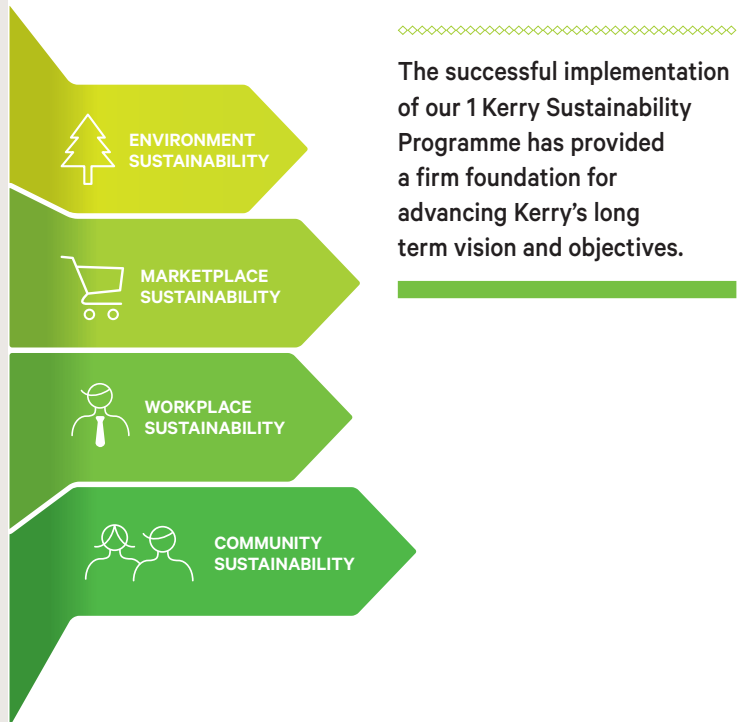 ENVIRONMENT
SUSTAINABILITY
MARKETPLACE
SUSTAINABILITY
WORKPLACE
SUSTAINABILITY
COMMUNITY
SUSTAINABILITY
The successful implementation
of our 1 Kerry Sustainability
Programme has provided
a firm foundation for
advancing Kerry’s long
term vision and objectives.